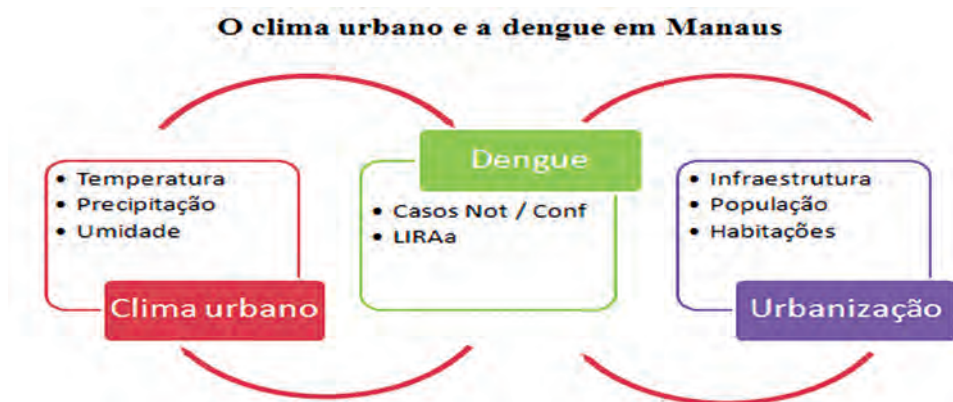 O clima urbano e a dengue em Manaus
• Temperatura
• Precipitação
• Umidade
Clima urbano
Dengue
• Casos Not / Conf
• LIRAa
• Infraestrutura
• População
• Habitações
Urbanização